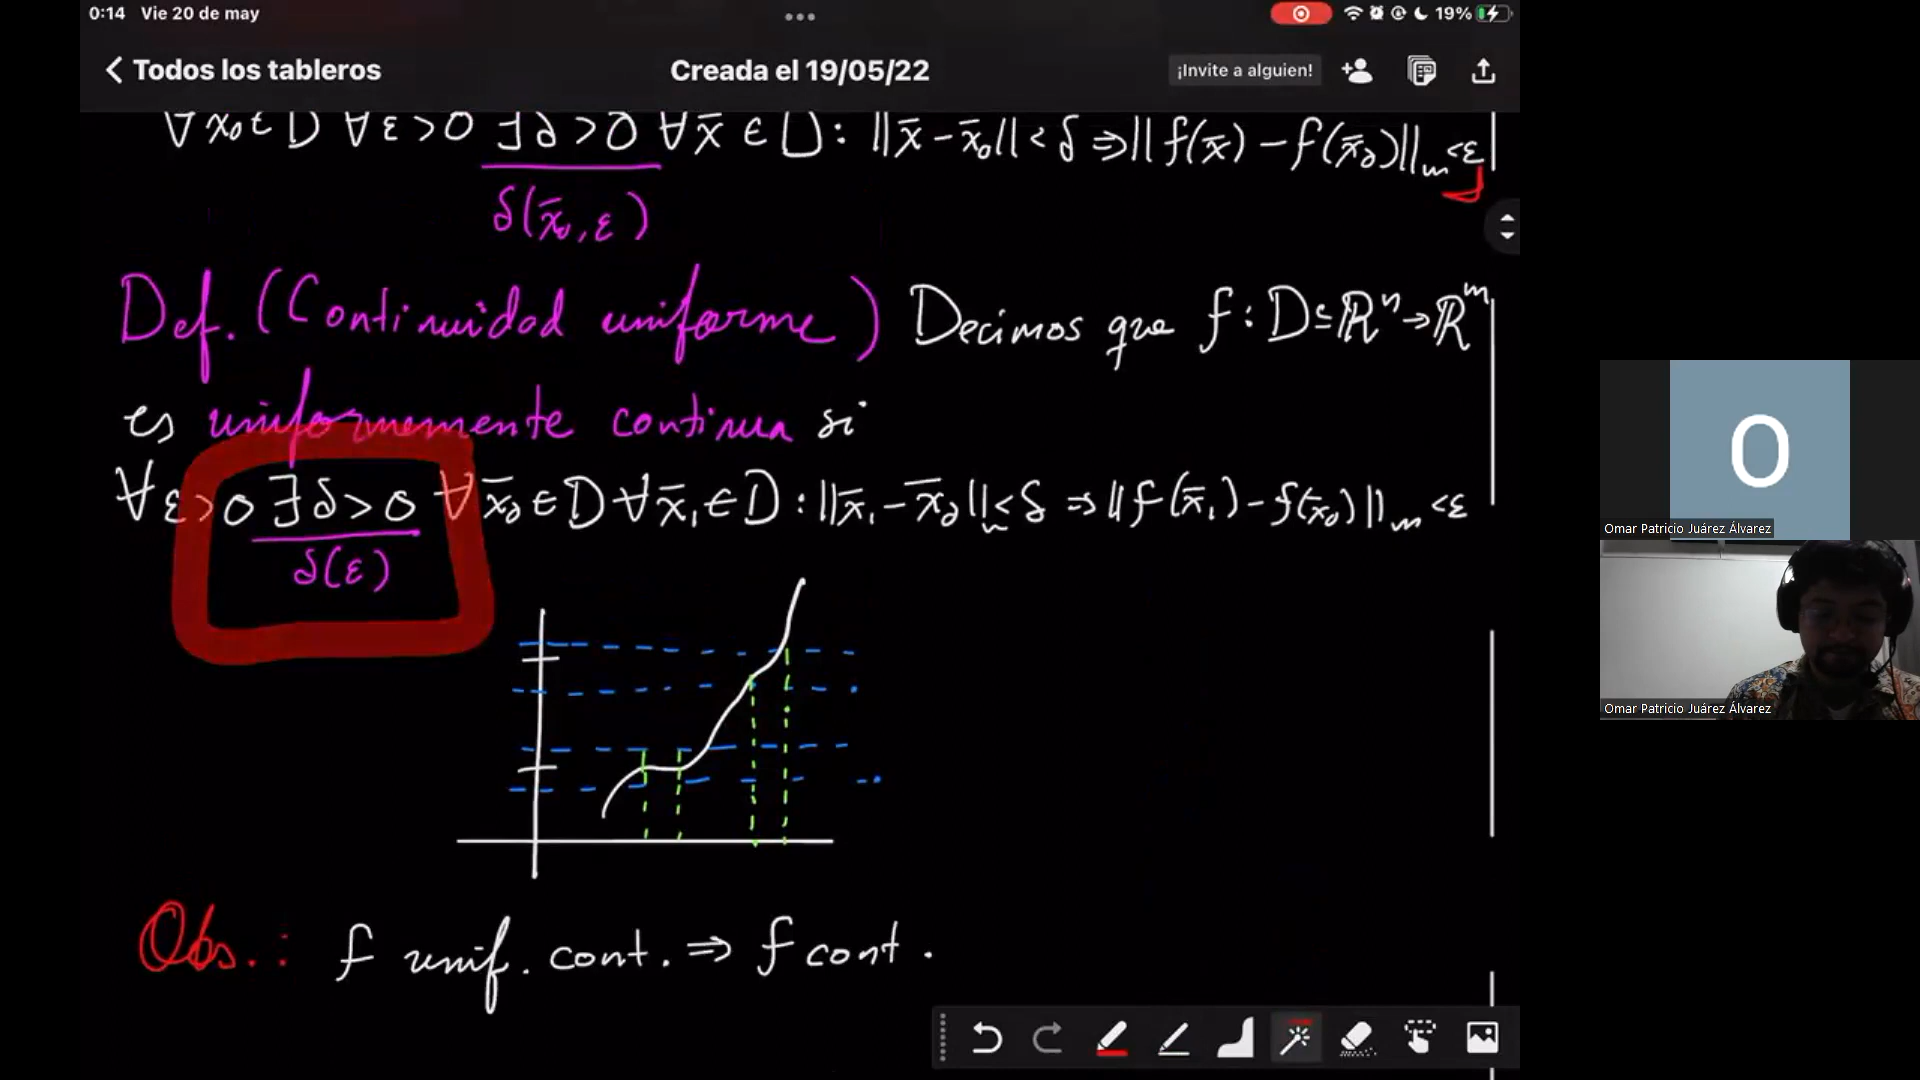 0:14 Vie 20 de may
19%
Todos los tableros
Creada el 19/05/22
¡Invite a alguien!
∀ x̄₀ ∈ D ∀ ε > 0 ∃ δ > 0 ∀ x̄ ∈ D : ||x̄ - x̄₀|| < δ ⇒ || f(x̄) - f(x̄₀)||ₘ < ε
δ(x̄₀, ε)
Def. (Continuidad uniforme) Decimos que f : D ⊆ ℝⁿ → ℝᵐ
es uniformemente continua si
∀ ε > 0 ∃ δ > 0 ∀ x̄₀ ∈ D ∀ x̄₁ ∈ D : ||x̄₁ - x̄₀||ₙ < δ ⇒ || f(x̄₁) - f(x̄₀) ||ₘ < ε
δ(ε)
Obs.: f unif. cont. ⇒ f cont.
O
Omar Patricio Juárez Álvarez
Omar Patricio Juárez Álvarez